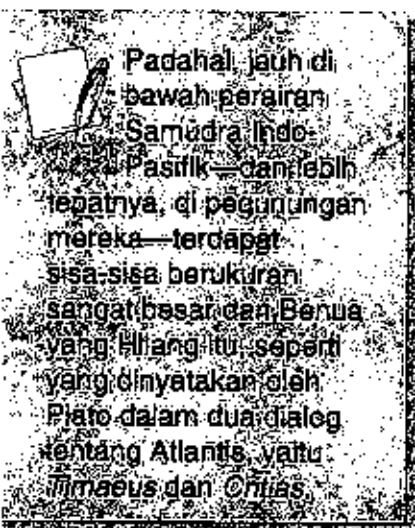 Padahal, jauh di
bawah perairan
Samudra Indo-
Pasifik—dan lebih
tepatnya, di pegunungan
mereka—terdapat
sisa-sisa berukuran
sangat besar dari Benua
yang Hilang itu, seperti
yang dinyatakan oleh
Plato dalam dua dialog
tentang Atlantis, yaitu
Timaeus dan Critias.